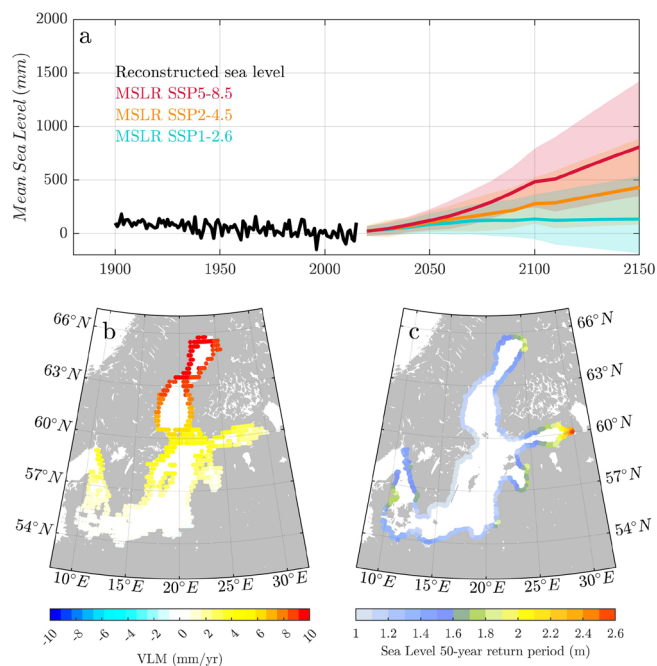 2000
1500
1000
500
0
Mean Sea Level (mm)
a
Reconstructed sea level
MSLR SSP5-8.5
MSLR SSP2-4.5
MSLR SSP1-2.6
1900 1950 2000 2050 2100 2150
b
66°N
63°N
60°N
57°N
54°N
10°E 15°E 20°E 25°E 30°E
-10 -8 -6 -4 -2 0 2 4 6 8 10
VLM (mm/yr)
c
66°N
63°N
60°N
57°N
54°N
10°E 15°E 20°E 25°E 30°E
1 1.2 1.4 1.6 1.8 2 2.2 2.4 2.6
Sea Level 50-year return period (m)